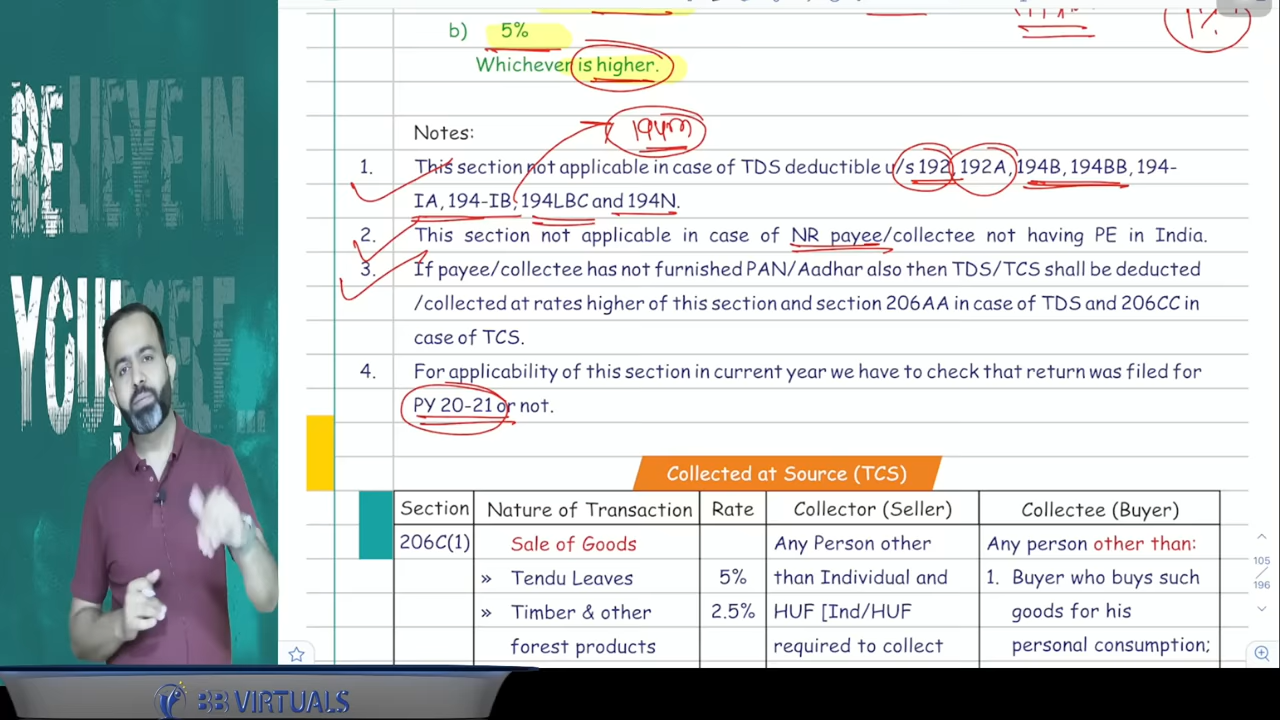 BELIEVE IN
YOURSELF...
b) 5%
Whichever is higher.
1%
194M
Notes:
1. This section not applicable in case of TDS deductible u/s 192, 192A, 194B, 194BB, 194-
IA, 194-IB, 194LBC and 194N.
2. This section not applicable in case of NR payee/collectee not having PE in India.
3. If payee/collectee has not furnished PAN/Aadhar also then TDS/TCS shall be deducted
/collected at rates higher of this section and section 206AA in case of TDS and 206CC in
case of TCS.
4. For applicability of this section in current year we have to check that return was filed for
PY 20-21 or not.
Collected at Source (TCS)
Section Nature of Transaction Rate Collector (Seller) Collectee (Buyer)
206C(1) Sale of Goods Any Person other Any person other than:
» Tendu Leaves 5% than Individual and 1. Buyer who buys such
» Timber & other 2.5% HUF [Ind/HUF goods for his
forest products required to collect personal consumption;
105
/
196
BB VIRTUALS